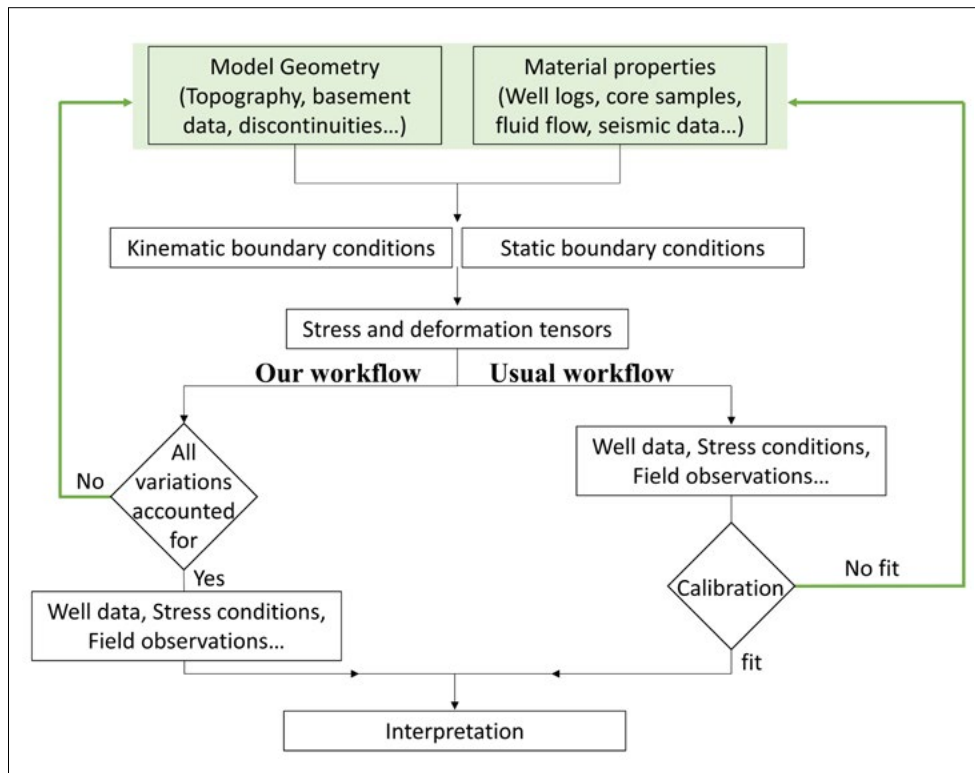 Model Geometry
(Topography, basement
data, discontinuities...)
Material properties
(Well logs, core samples,
fluid flow, seismic data...)
Kinematic boundary conditions
Static boundary conditions
Stress and deformation tensors
Our workflow
Usual workflow
All
variations
accounted
for
No
Yes
Well data, Stress conditions,
Field observations...
Well data, Stress conditions,
Field observations...
Calibration
No fit
fit
Interpretation